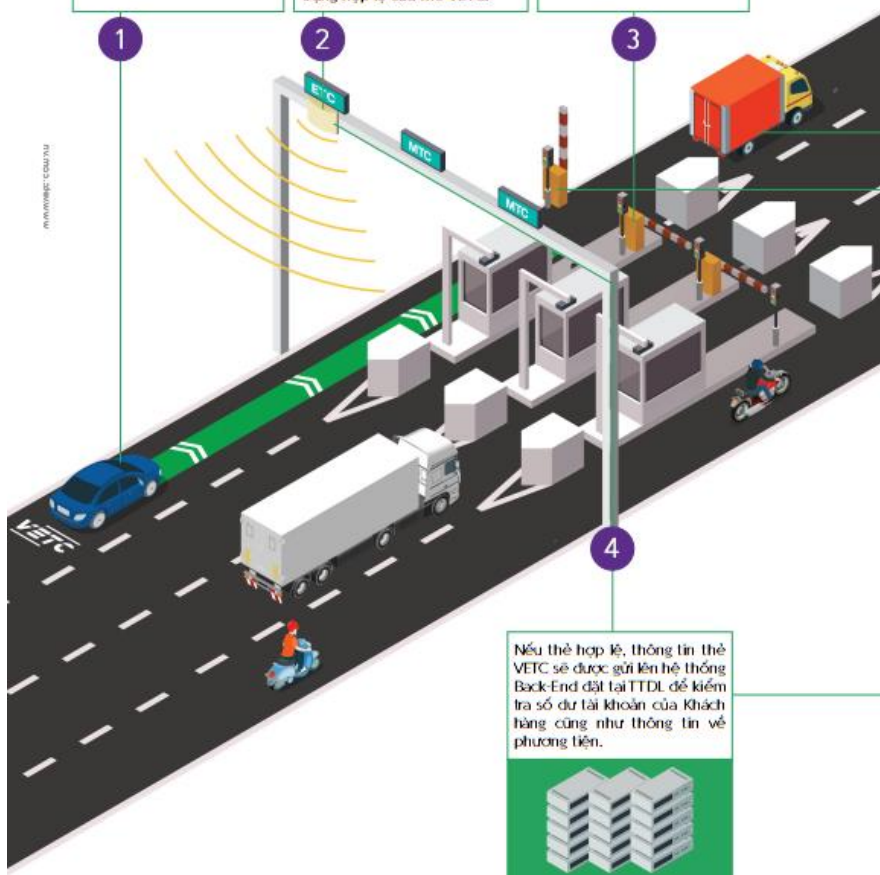 1
2
3
ETC
MTC
MTC
VETC
4
Nếu thẻ hợp lệ, thông tin thẻ
VETC sẽ được gửi lên hệ thống
Back-End đặt tại TTDL để kiểm
tra số dư tài khoản của Khách
hàng cũng như thông tin về
phương tiện.